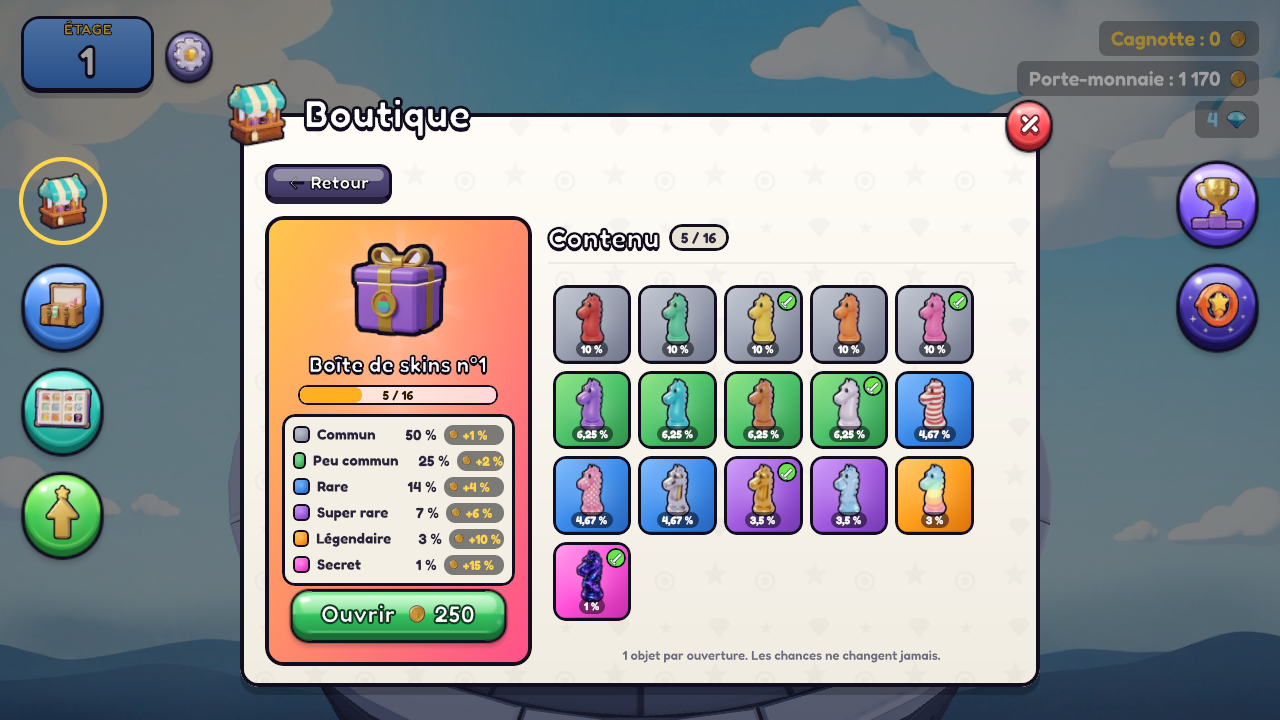 ÉTAGE
1
Cagnotte : 0
Porte-monnaie : 1 170
4
Boutique
← Retour
Boîte de skins n°1
5 / 16
Commun 50 % +1 %
Peu commun 25 % +2 %
Rare 14 % +4 %
Super rare 7 % +6 %
Légendaire 3 % +10 %
Secret 1 % +15 %
Ouvrir 250
Contenu 5 / 16
10 % 10 % 10 % 10 % 10 %
6,25 % 6,25 % 6,25 % 6,25 % 4,67 %
4,67 % 4,67 % 3,5 % 3,5 % 3 %
1 %
1 objet par ouverture. Les chances ne changent jamais.